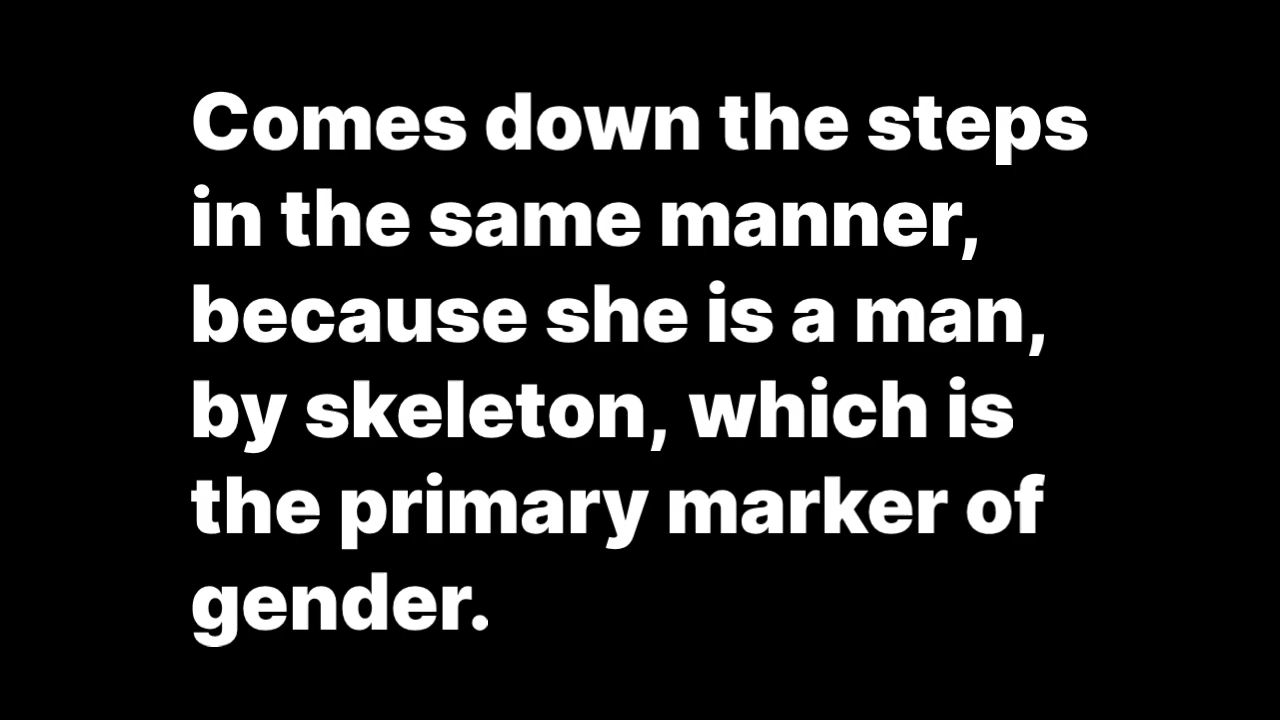 Comes down the steps
in the same manner,
because she is a man,
by skeleton, which is
the primary marker of
gender.